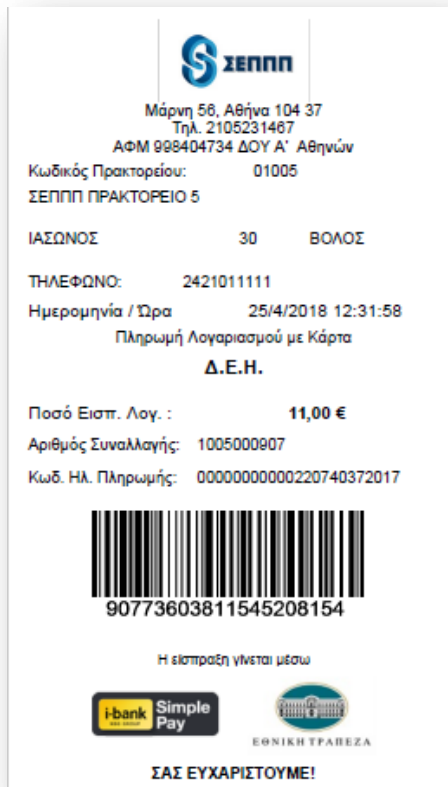 ΣΕΠΠΠ
Μάρνη 56, Αθήνα 104 37
Τηλ. 2105231467
ΑΦΜ 998404734 ΔΟΥ Α' Αθηνών
Κωδικός Πρακτορείου: 01005
ΣΕΠΠΠ ΠΡΑΚΤΟΡΕΙΟ 5
ΙΑΣΩΝΟΣ 30 ΒΟΛΟΣ
ΤΗΛΕΦΩΝΟ: 2421011111
Ημερομηνία / Ώρα 25/4/2018 12:31:58
Πληρωμή Λογαριασμού με Κάρτα
Δ.Ε.Η.
Ποσό Εισπ. Λογ. : 11,00 €
Αριθμός Συναλλαγής: 1005000907
Κωδ. Ηλ. Πληρωμής: 00000000000220740372017
90773603811545208154
Η είσπραξη γίνεται μέσω
i-bank Simple
Pay
ΕΘΝΙΚΗ ΤΡΑΠΕΖΑ
ΣΑΣ ΕΥΧΑΡΙΣΤΟΥΜΕ!